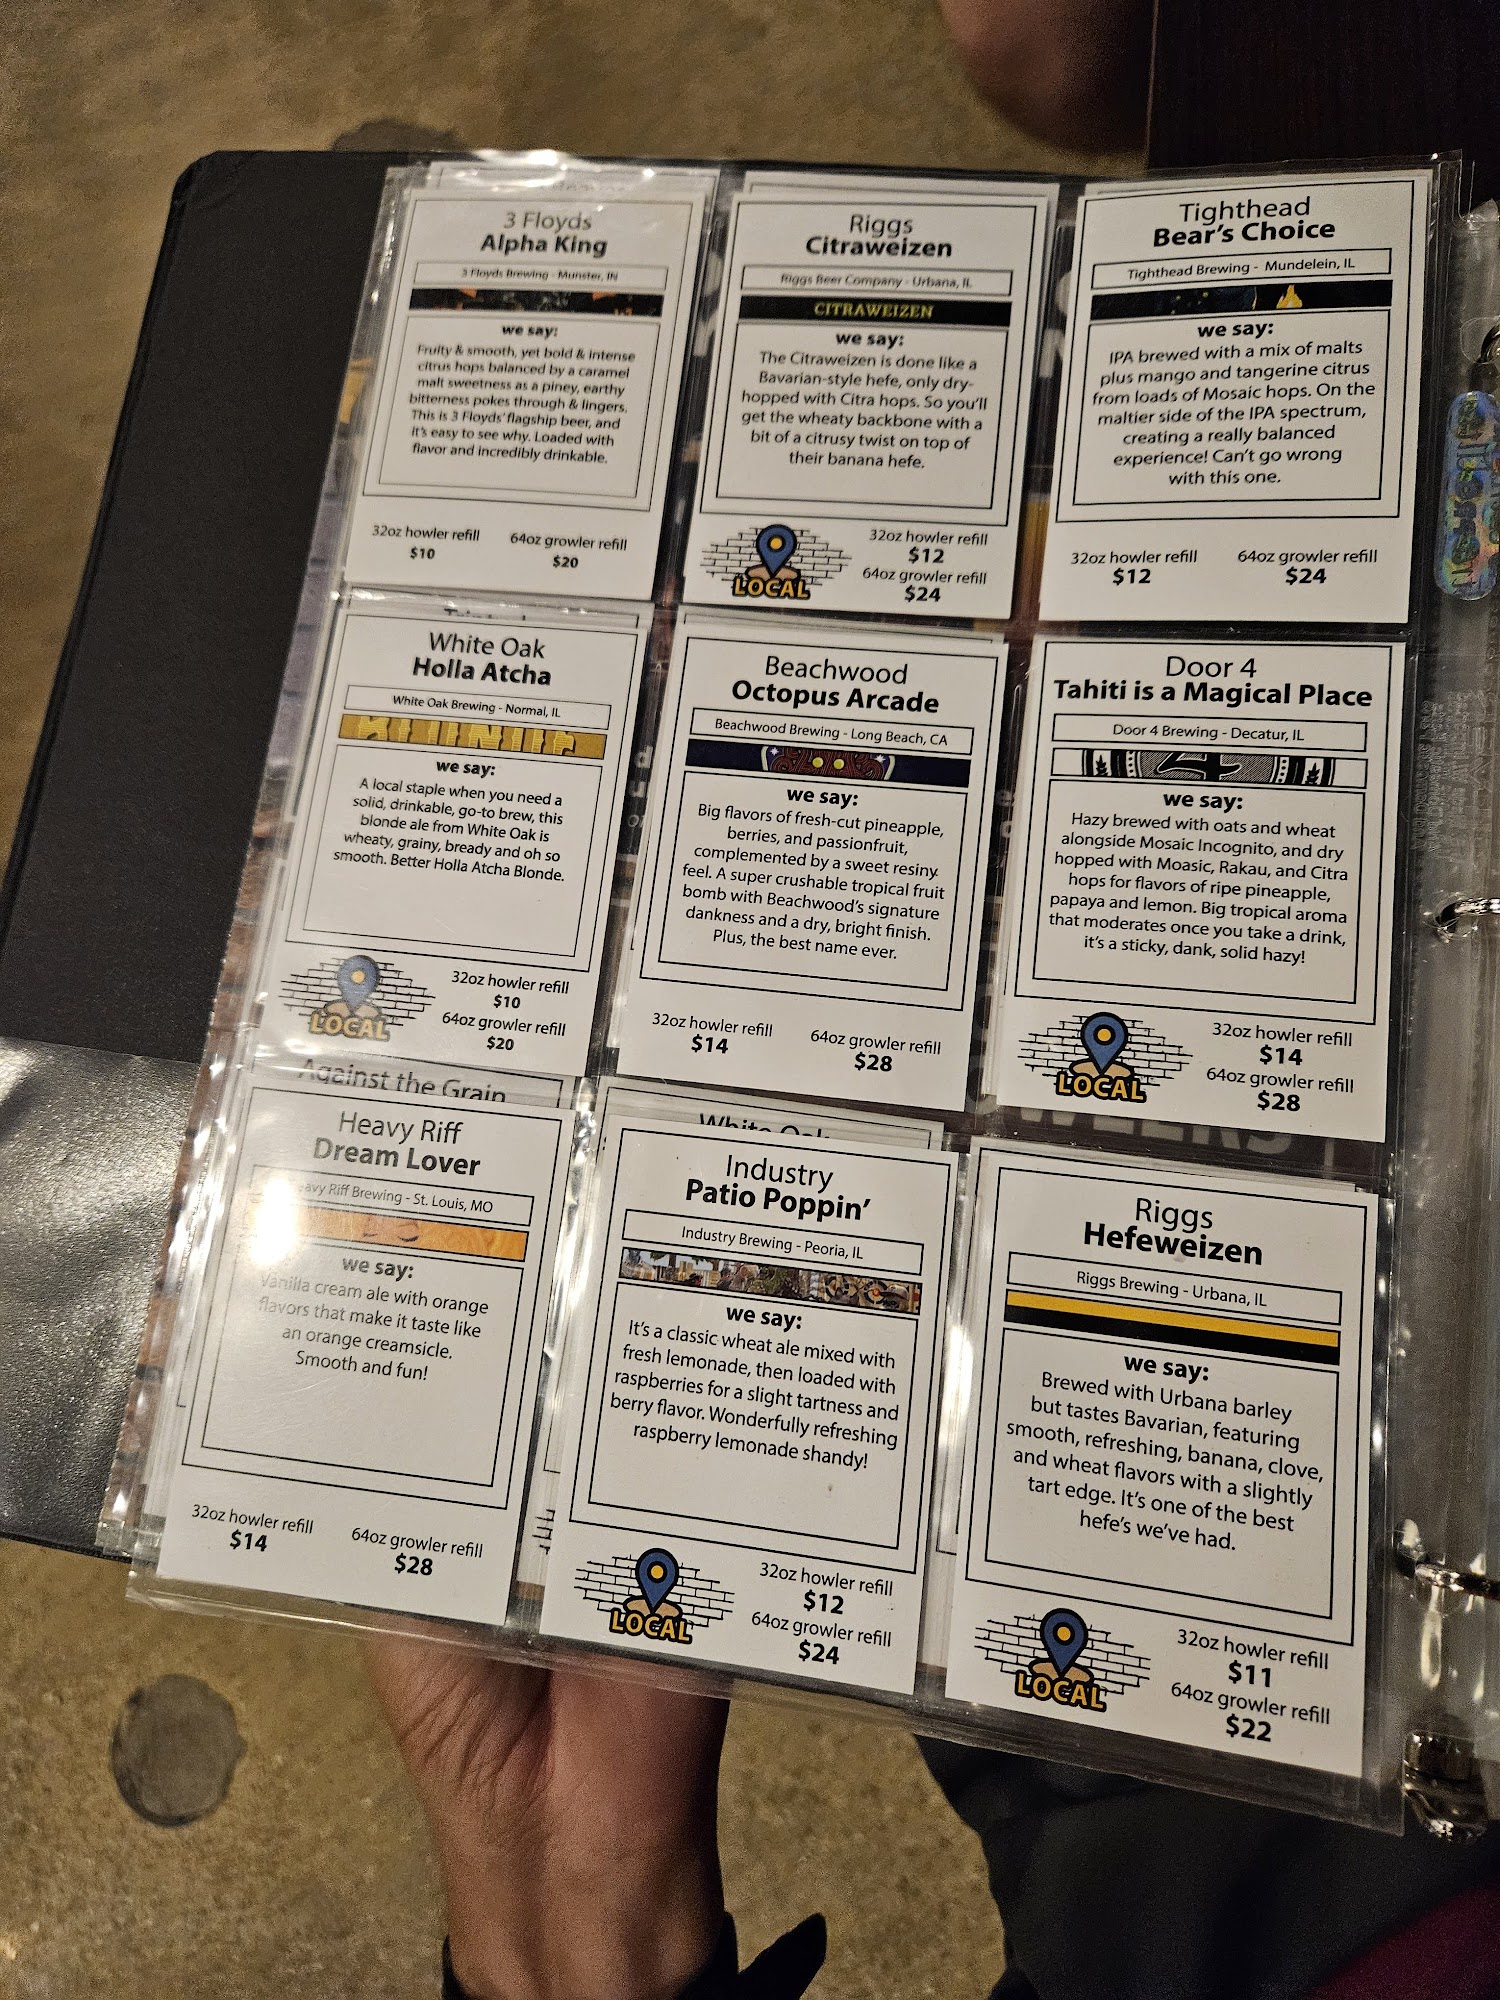 3 Floyds
Alpha King
3 Floyds Brewing - Munster, IN
we say:
Fruity & smooth, yet bold & intense
citrus hops balanced by a caramel
malt sweetness as a piney, earthy
bitterness pokes through & lingers.
This is 3 Floyds' flagship beer, and
it's easy to see why. Loaded with
flavor and incredibly drinkable.
32oz howler refill
$10
64oz growler refill
$20
Riggs
Citraweizen
Riggs Beer Company - Urbana, IL
CITRAWEIZEN
we say:
The Citraweizen is done like a
Bavarian-style hefe, only dry-
hopped with Citra hops. So you'll
get the wheaty backbone with a
bit of a citrusy twist on top of
their banana hefe.
LOCAL
32oz howler refill
$12
64oz growler refill
$24
Tighthead
Bear's Choice
Tighthead Brewing - Mundelein, IL
we say:
IPA brewed with a mix of malts
plus mango and tangerine citrus
from loads of Mosaic hops. On the
maltier side of the IPA spectrum,
creating a really balanced
experience! Can't go wrong
with this one.
32oz howler refill
$12
64oz growler refill
$24
White Oak
Holla Atcha
White Oak Brewing - Normal, IL
we say:
A local staple when you need a
solid, drinkable, go-to brew, this
blonde ale from White Oak is
wheaty, grainy, bready and oh so
smooth. Better Holla Atcha Blonde.
LOCAL
32oz howler refill
$10
64oz growler refill
$20
Beachwood
Octopus Arcade
Beachwood Brewing - Long Beach, CA
we say:
Big flavors of fresh-cut pineapple,
berries, and passionfruit,
complemented by a sweet resiny
feel. A super crushable tropical fruit
bomb with Beachwood's signature
dankness and a dry, bright finish.
Plus, the best name ever.
32oz howler refill
$14
64oz growler refill
$28
Door 4
Tahiti is a Magical Place
Door 4 Brewing - Decatur, IL
4
we say:
Hazy brewed with oats and wheat
alongside Mosaic Incognito, and dry
hopped with Moasic, Rakau, and Citra
hops for flavors of ripe pineapple,
papaya and lemon. Big tropical aroma
that moderates once you take a drink,
it's a sticky, dank, solid hazy!
LOCAL
32oz howler refill
$14
64oz growler refill
$28
Against the Grain
Heavy Riff
Dream Lover
Heavy Riff Brewing - St. Louis, MO
we say:
Vanilla cream ale with orange
flavors that make it taste like
an orange creamsicle.
Smooth and fun!
32oz howler refill
$14
64oz growler refill
$28
White Oak
Industry
Patio Poppin'
Industry Brewing - Peoria, IL
we say:
It's a classic wheat ale mixed with
fresh lemonade, then loaded with
raspberries for a slight tartness and
berry flavor. Wonderfully refreshing
raspberry lemonade shandy!
LOCAL
32oz howler refill
$12
64oz growler refill
$24
Riggs
Hefeweizen
Riggs Brewing - Urbana, IL
we say:
Brewed with Urbana barley
but tastes Bavarian, featuring
smooth, refreshing, banana, clove,
and wheat flavors with a slightly
tart edge. It's one of the best
hefe's we've had.
LOCAL
32oz howler refill
$11
64oz growler refill
$22